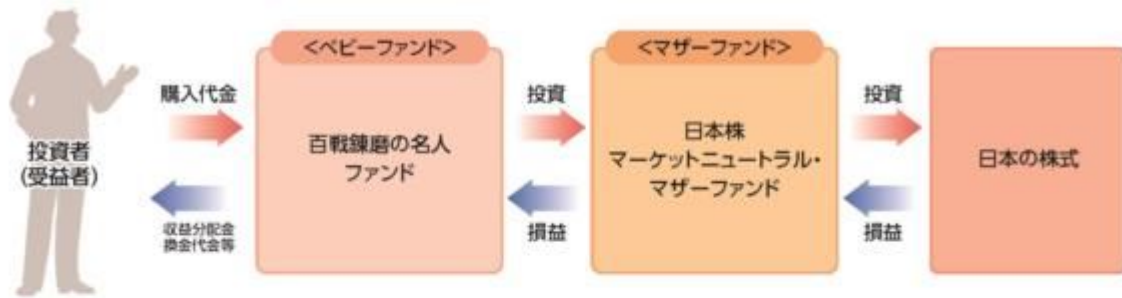 投資者
(受益者)
購入代金
収益分配金
換金代会等
<ベビーファンド>
百戦錬磨の名人
ファンド
投資
損益
<マザーファンド>
日本株
マーケットニュートラル・
マザーファンド
投資
損益
日本の株式